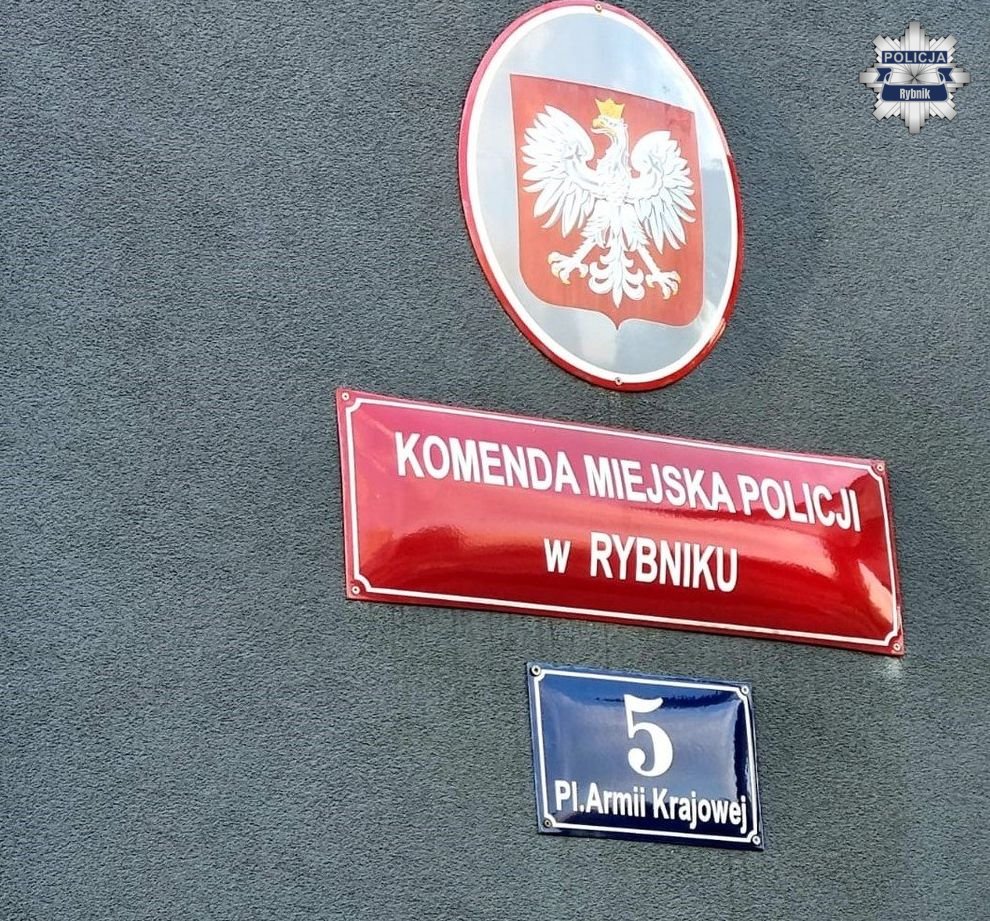 POLICJA
Rybnik
KOMENDA MIEJSKA POLICJI
w RYBNIKU
5
Pl.Armii Krajowej